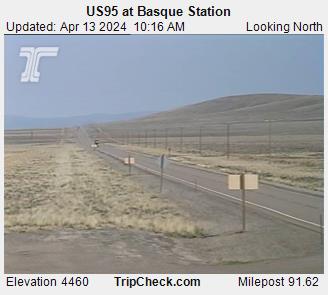 US95 at Basque Station
Updated: Apr 13 2024 10:16 AM Looking North
Elevation 4460 TripCheck.com Milepost 91.62